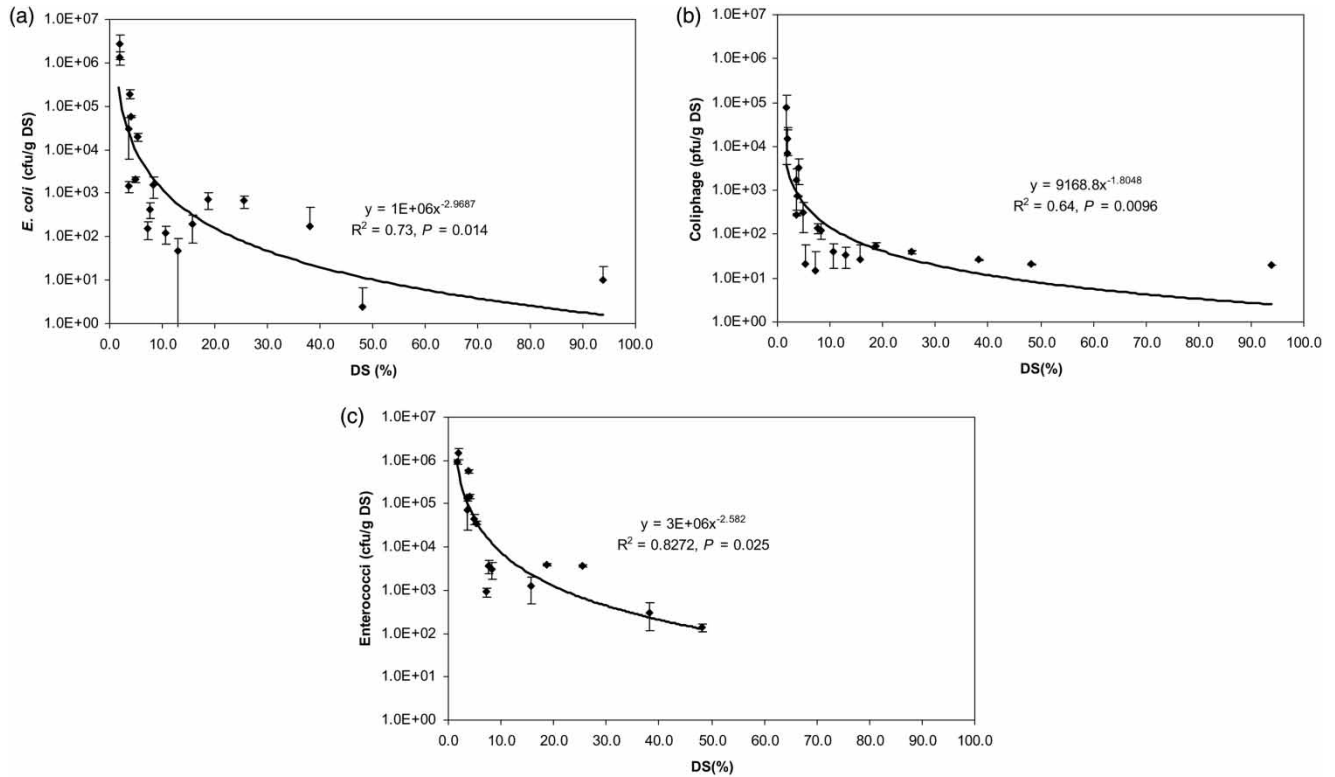 (a)
1.0E+07
1.0E+06
1.0E+05
1.0E+04
1.0E+03
1.0E+02
1.0E+01
1.0E+00
E. coli (cfu/g DS)
y = 1E+06x-2.9687
R2 = 0.73, P = 0.014
0.0 10.0 20.0 30.0 40.0 50.0 60.0 70.0 80.0 90.0 100.0
DS (%)
(b)
1.0E+07
1.0E+06
1.0E+05
1.0E+04
1.0E+03
1.0E+02
1.0E+01
1.0E+00
Coliphage (pfu/g DS)
y = 9168.8x-1.8048
R2 = 0.64, P = 0.0096
0.0 10.0 20.0 30.0 40.0 50.0 60.0 70.0 80.0 90.0 100.0
DS(%)
(c)
1.0E+07
1.0E+06
1.0E+05
1.0E+04
1.0E+03
1.0E+02
1.0E+01
1.0E+00
Enterococci (cfu/g DS)
y = 3E+06x-2.582
R2 = 0.8272, P = 0.025
0.0 10.0 20.0 30.0 40.0 50.0 60.0 70.0 80.0 90.0 100.0
DS(%)